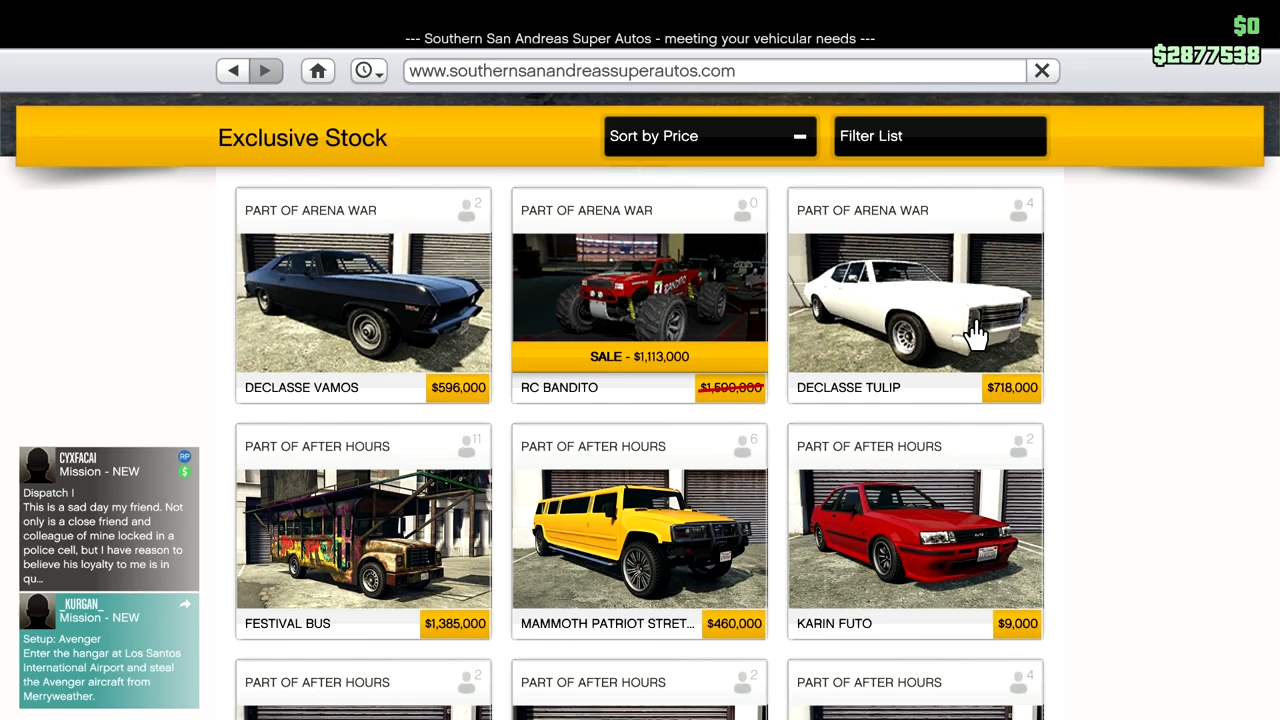 --- Southern San Andreas Super Autos - meeting your vehicular needs ---
$0
$2877538
www.southernsanandreassuperautos.com
Exclusive Stock
Sort by Price
Filter List
PART OF ARENA WAR
2
DECLASSE VAMOS
$596,000
PART OF ARENA WAR
0
BANDITO
SALE - $1,113,000
RC BANDITO
$1,590,000
PART OF ARENA WAR
4
DECLASSE TULIP
$718,000
PART OF AFTER HOURS
11
FESTIVAL BUS
$1,385,000
PART OF AFTER HOURS
6
MAMMOTH PATRIOT STRET...
$460,000
PART OF AFTER HOURS
2
KARIN FUTO
$9,000
PART OF AFTER HOURS
2
PART OF AFTER HOURS
2
PART OF AFTER HOURS
4
CYXFACAI
RP
Mission - NEW
$
Dispatch I
This is a sad day my friend. Not
only is a close friend and
colleague of mine locked in a
police cell, but I have reason to
believe his loyalty to me is in
qu...
_KURGAN_
Mission - NEW
Setup: Avenger
Enter the hangar at Los Santos
International Airport and steal
the Avenger aircraft from
Merryweather.